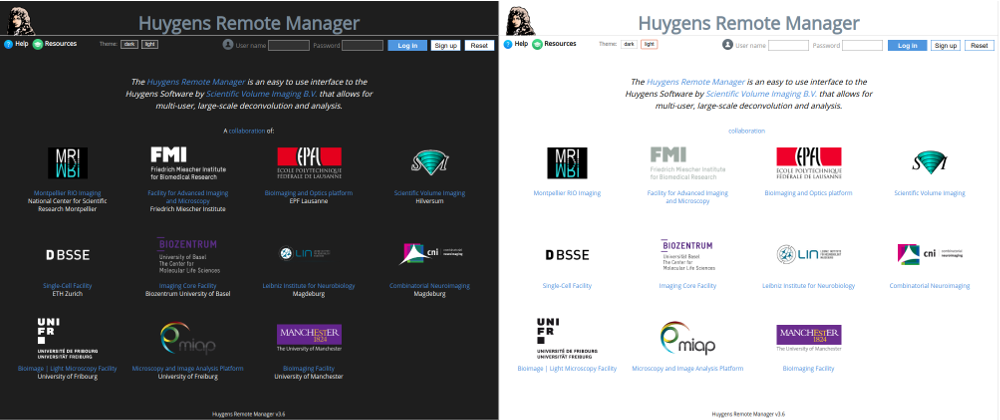 Huygens Remote Manager
? Help Resources Theme: dark light User name Password Log in Sign up Reset
The Huygens Remote Manager is an easy to use interface to the
Huygens Software by Scientific Volume Imaging B.V. that allows for
multi-user, large-scale deconvolution and analysis.
A collaboration of:
MRI
FMI
Friedrich Miescher Institute
for Biomedical Research
EPFL
ECOLE POLYTECHNIQUE
FEDERALE DE LAUSANNE
SVI
Montpellier RIO Imaging
National Center for Scientific
Research Montpellier
Facility for Advanced Imaging
and Microscopy
Friedrich Miescher Institute
BioImaging and Optics platform
EPF Lausanne
Scientific Volume Imaging
Hilversum
DBSSE
BIOZENTRUM
University of Basel
The Center for
Molecular Life Sciences
LIN
cni
combinatorial
neuroimaging
Single-Cell Facility
ETH Zurich
Imaging Core Facility
Biozentrum University of Basel
Leibniz Institute for Neurobiology
Magdeburg
Combinatorial Neuroimaging
Magdeburg
UNI
FR
UNIVERSITÉ DE FRIBOURG
UNIVERSITÄT FREIBURG
miap
MANCHESTER
1824
The University of Manchester
Bioimage | Light Microscopy Facility
University of Fribourg
Microscopy and Image Analysis Platform
University of Freiburg
BioImaging Facility
University of Manchester
Huygens Remote Manager v3.6
Huygens Remote Manager
? Help Resources Theme: dark light User name Password Log in Sign up Reset
The Huygens Remote Manager is an easy to use interface to the
Huygens Software by Scientific Volume Imaging B.V. that allows for
multi-user, large-scale deconvolution and analysis.
collaboration
MRI
FMI
Friedrich Miescher Institute
for Biomedical Research
EPFL
ECOLE POLYTECHNIQUE
FEDERALE DE LAUSANNE
SVI
Montpellier RIO Imaging
Facility for Advanced Imaging
and Microscopy
BioImaging and Optics platform
Scientific Volume Imaging
DBSSE
BIOZENTRUM
Universität Basel
The Center for
Molecular Life Sciences
LIN
cni
combinatorial
neuroimaging
Single-Cell Facility
Imaging Core Facility
Leibniz Institute for Neurobiology
Combinatorial Neuroimaging
UNI
FR
UNIVERSITÉ DE FRIBOURG
UNIVERSITÄT FREIBURG
miap
MANCHESTER
1824
The University of Manchester
Bioimage | Light Microscopy Facility
Microscopy and Image Analysis Platform
BioImaging Facility
Huygens Remote Manager v3.6